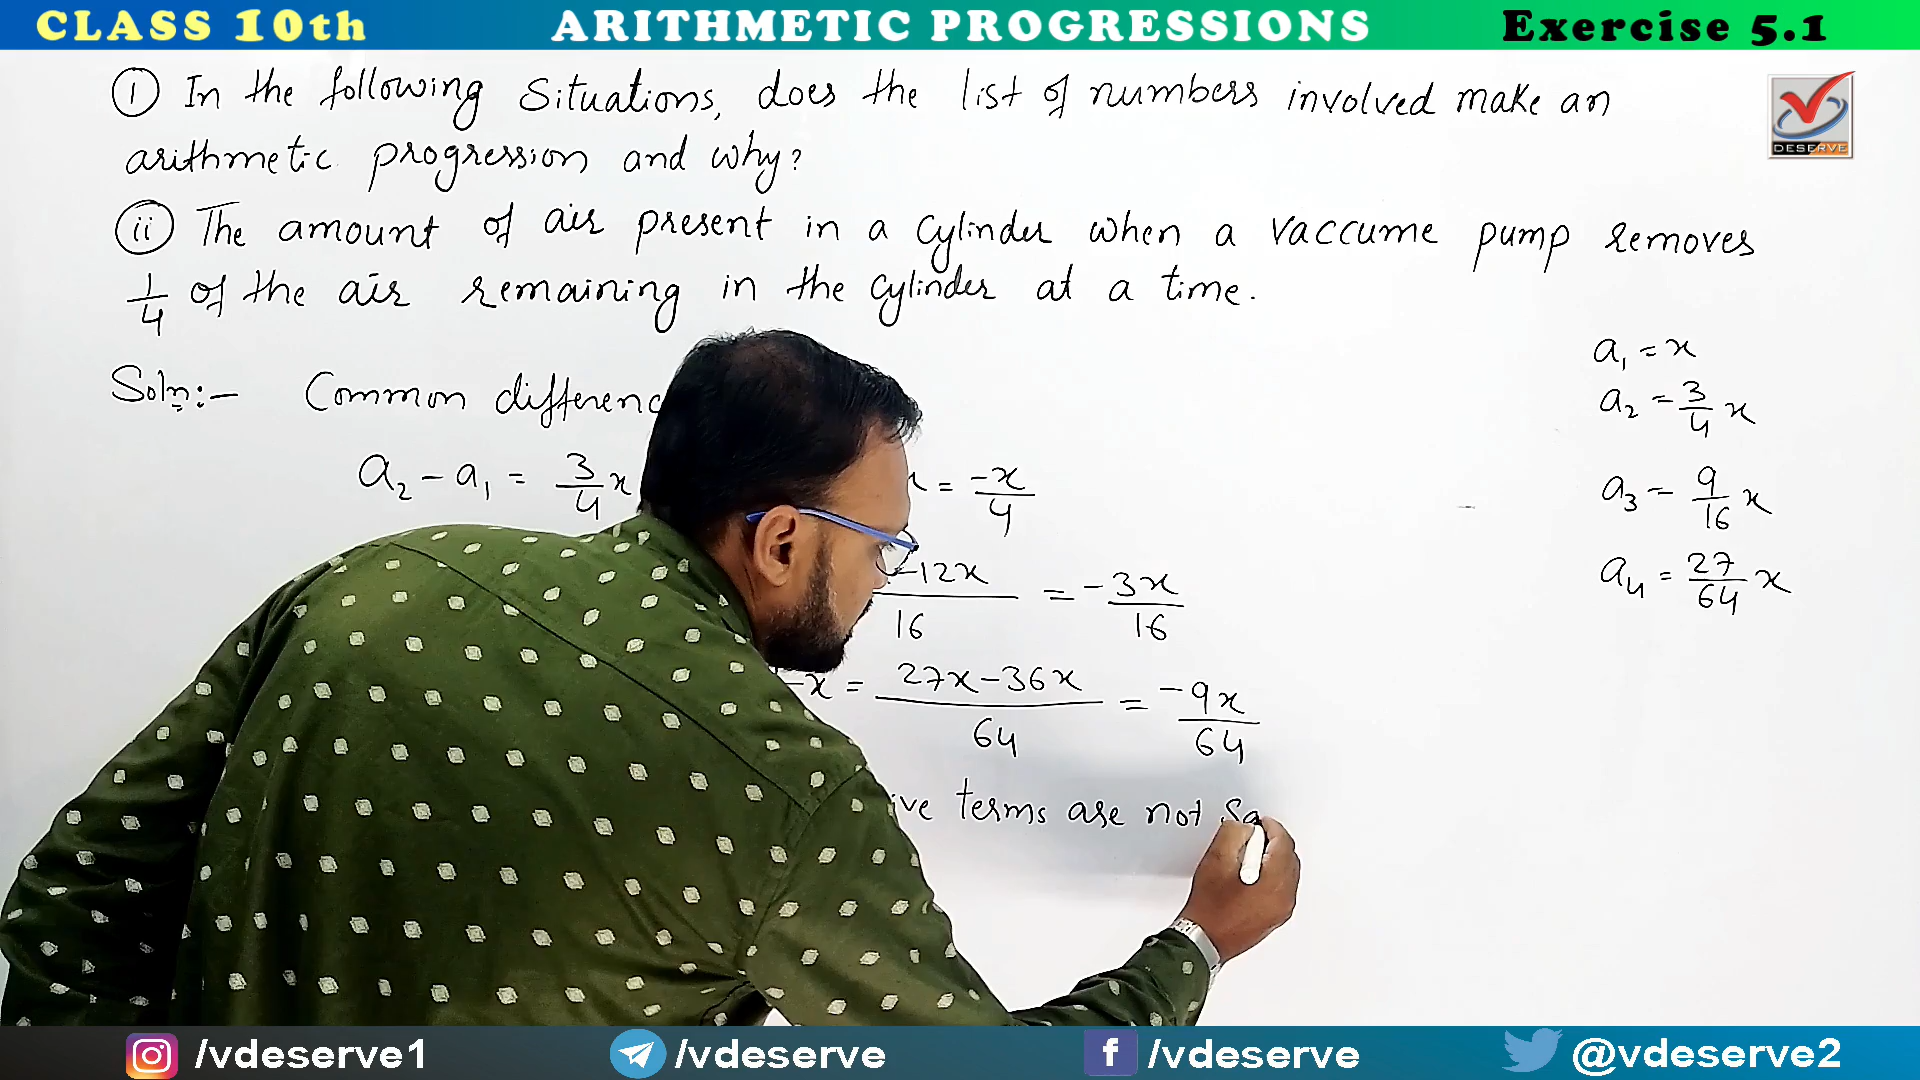 CLASS 10th ARITHMETIC PROGRESSIONS Exercise 5.1
① In the following Situations, does the list of numbers involved make an
arithmetic progression and why?
DESERVE
ⓘⓘ The amount of air present in a cylinder when a vaccume pump removes
1/4 of the air remaining in the cylinder at a time.
Soln:- Common differenc
a₂ - a₁ = 3/4 x x = -x/4
-12x/16 = -3x/16
x = 27x-36x/64 = -9x/64
ive terms are not Sa
a₁ = x
a₂ = 3/4 x
a₃ = 9/16 x
a₄ = 27/64 x
/vdeserve1 /vdeserve /vdeserve @vdeserve2